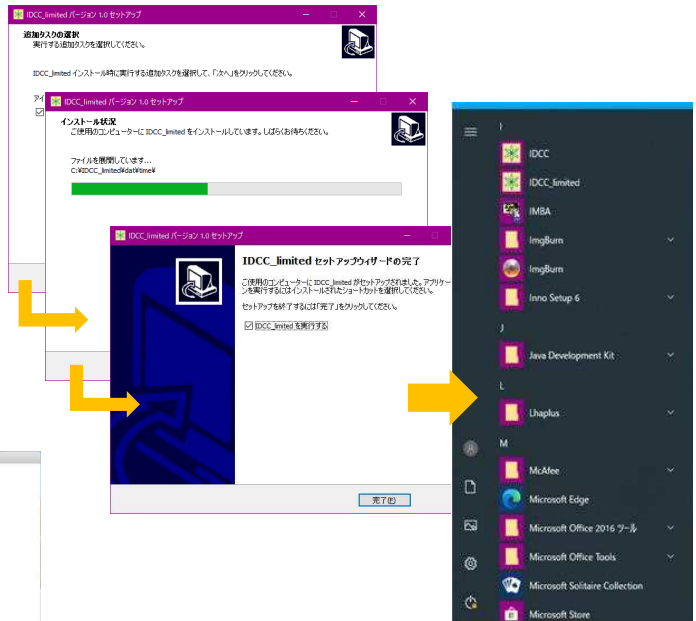 IDCC_limited バージョン 1.0 セットアップ
追加タスクの選択
実行する追加タスクを選択してください。
IDCC_limited インストール時に実行する追加タスクを選択して、「次へ」をクリックしてください。
IDCC_limited バージョン 1.0 セットアップ
インストール状況
ご使用のコンピューターに IDCC_limited をインストールしています。しばらくお待ちください。
ファイルを展開しています...
C:¥IDCC_limited¥dat¥time¥
IDCC_limited バージョン 1.0 セットアップ
IDCC_limited セットアップウィザードの完了
ご使用のコンピューターに IDCC_limited がセットアップされました。アプリケー
ンを実行するにはインストールされたショートカットを選択してください。
セットアップを終了するには「完了」をクリックしてください。
IDCC_limited を実行する
完了(F)
I
IDCC
IDCC_limited
IMBA
ImgBurn
ImgBurn
Inno Setup 6
J
Java Development Kit
L
Lhaplus
M
McAfee
Microsoft Edge
Microsoft Office 2016 ツール
Microsoft Office Tools
Microsoft Solitaire Collection
Microsoft Store